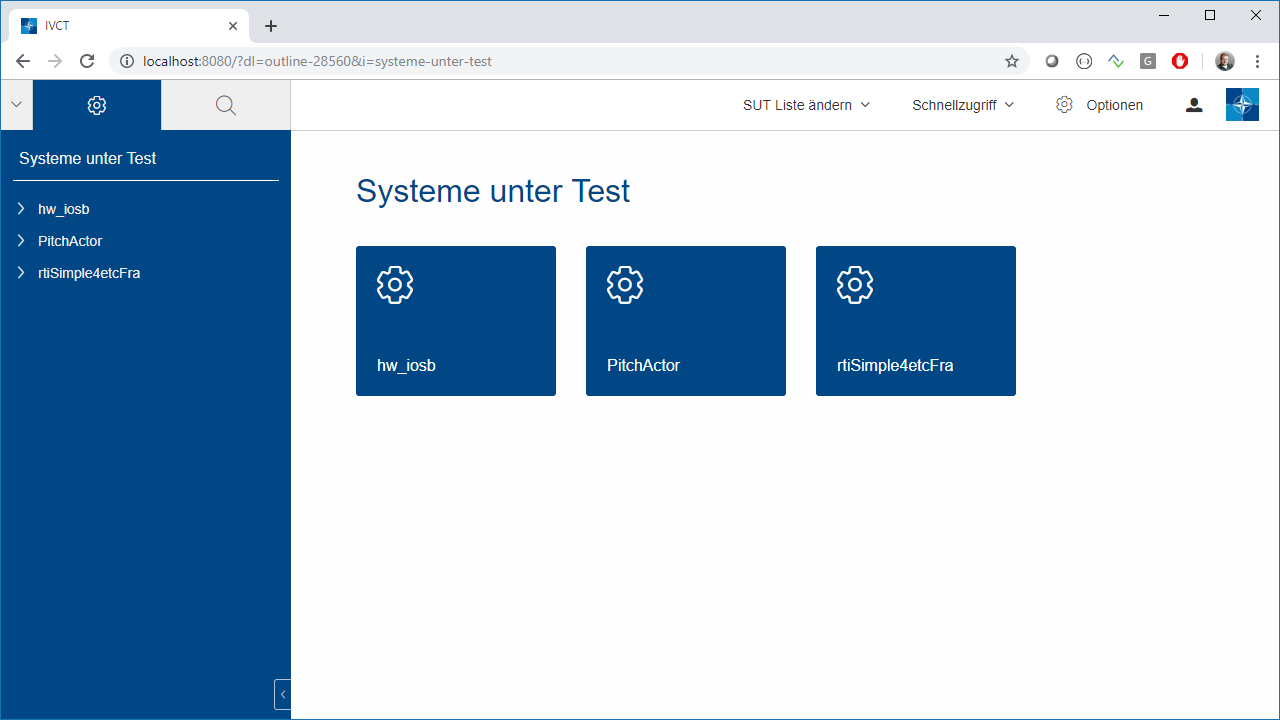 IVCT
localhost:8080/?dl=outline-28560&i=systeme-unter-test
G
SUT Liste ändern
Schnellzugriff
Optionen
Systeme unter Test
hw_iosb
PitchActor
rtiSimple4etcFra
Systeme unter Test
hw_iosb
PitchActor
rtiSimple4etcFra